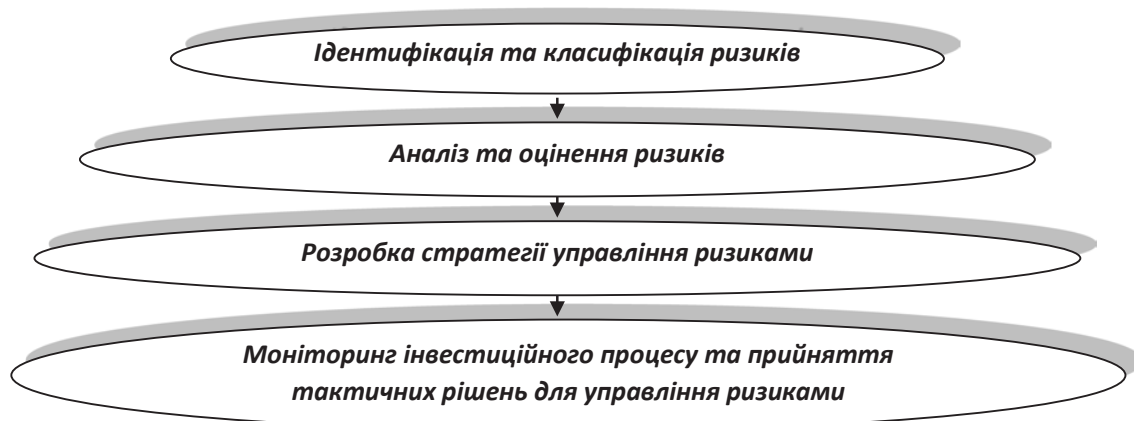 Ідентифікація та класифікація ризиків
Аналіз та оцінення ризиків
Розробка стратегії управління ризиками
Моніторинг інвестиційного процесу та прийняття
тактичних рішень для управління ризиками